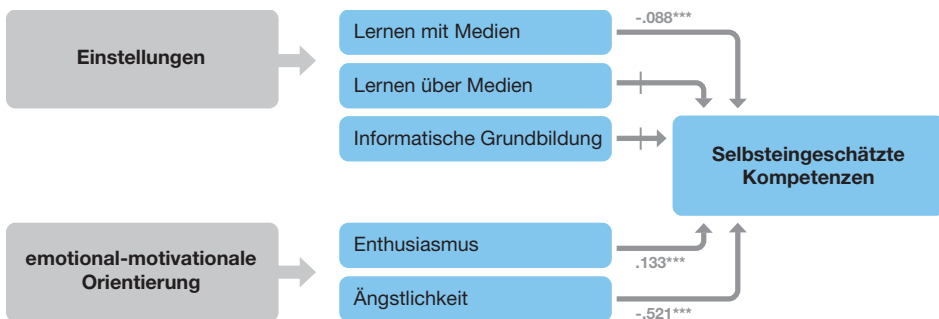 Einstellungen
Lernen mit Medien
-.088***
Lernen über Medien
Informatische Grundbildung
Selbsteingeschätzte
Kompetenzen
emotional-motivationale
Orientierung
Enthusiasmus
.133***
Ängstlichkeit
-.521***